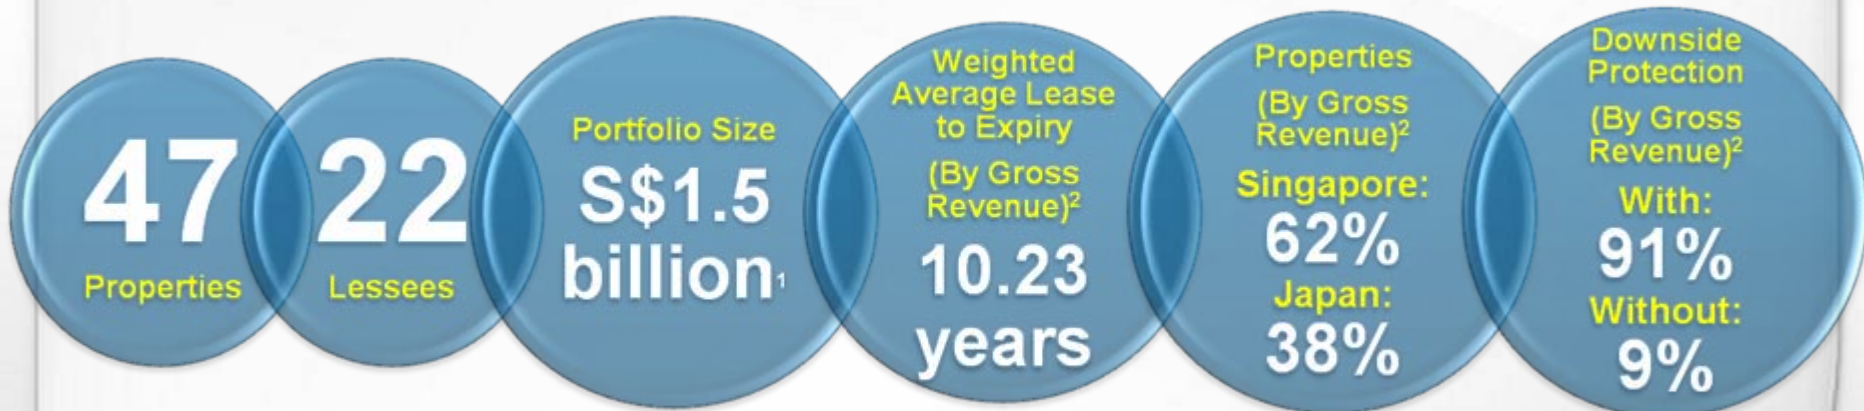 47
Properties
22
Lessees
Portfolio Size
S$1.5
billion¹
Weighted
Average Lease
to Expiry
(By Gross
Revenue)²
10.23
years
Properties
(By Gross
Revenue)²
Singapore:
62%
Japan:
38%
Downside
Protection
(By Gross
Revenue)²
With:
91%
Without:
9%